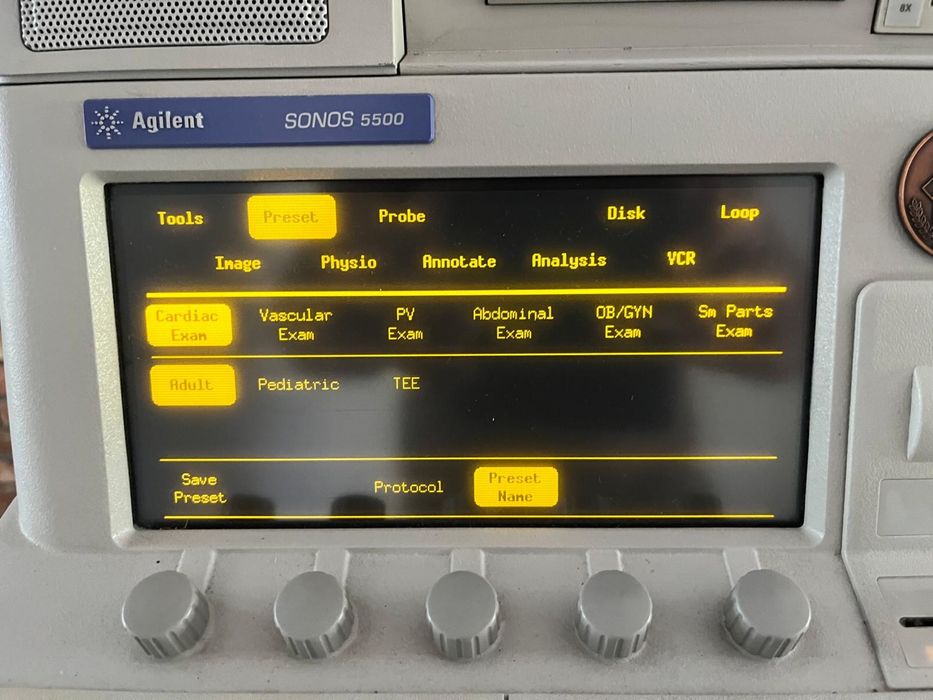 8X
Agilent SONOS 5500
Tools Preset Probe Disk Loop
Image Physio Annotate Analysis VCR
Cardiac Vascular PV Abdominal OB/GYN Sm Parts
Exam Exam Exam Exam Exam Exam
Adult Pediatric TEE
Save Protocol Preset
Preset Name